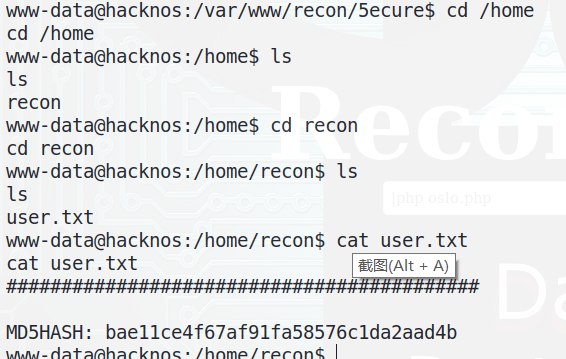 www-data@hacknos:/var/www/recon/5ecure$ cd /home
cd /home
www-data@hacknos:/home$ ls
ls
recon
www-data@hacknos:/home$ cd recon
cd recon
www-data@hacknos:/home/recon$ ls
ls
user.txt
www-data@hacknos:/home/recon$ cat user.txt
cat user.txt
###########################################
MD5HASH: bae11ce4f67af91fa58576c1da2aad4b
www-data@hacknos:/home/recon$
Recon
|php oslo.php
截图(Alt + A)
Da